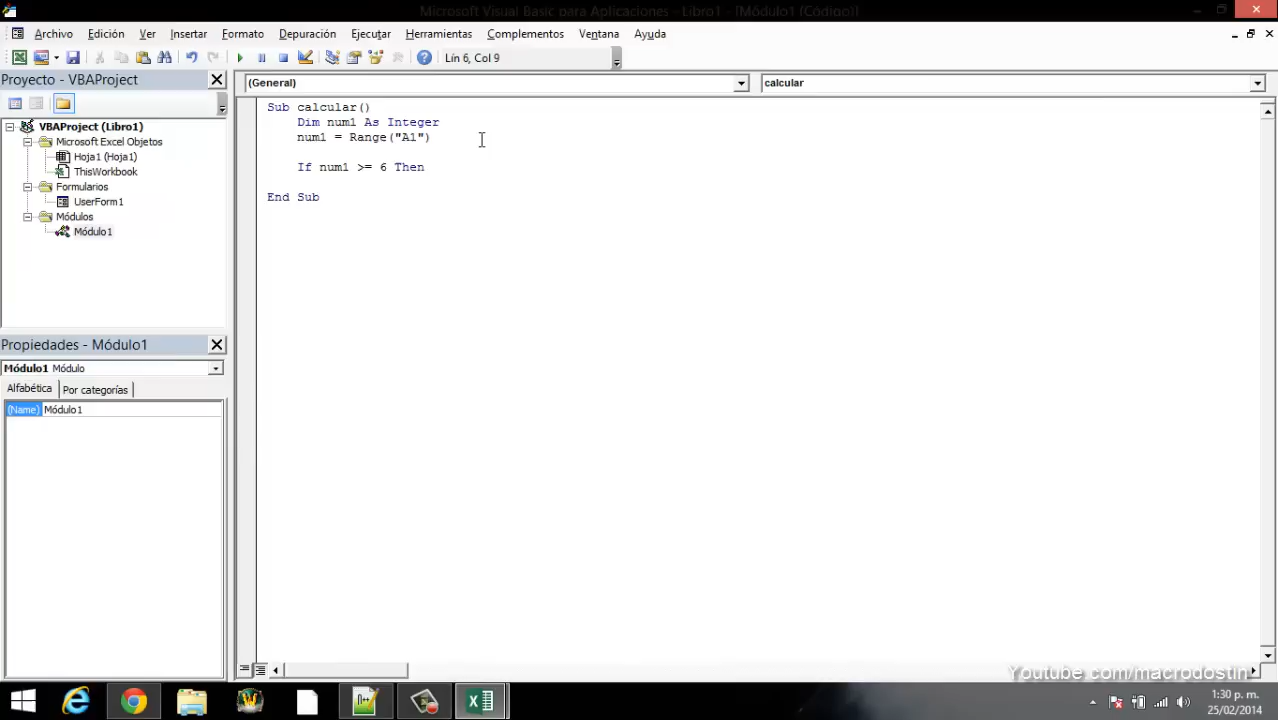 Microsoft Visual Basic para Aplicaciones - Libro1 - [Módulo1 (Código)]
Archivo Edición Ver Insertar Formato Depuración Ejecutar Herramientas Complementos Ventana Ayuda
Lín 6, Col 9
Proyecto - VBAProject
(General)
calcular
VBAProject (Libro1)
Microsoft Excel Objetos
Hoja1 (Hoja1)
ThisWorkbook
Formularios
UserForm1
Módulos
Módulo1
Sub calcular()
Dim num1 As Integer
num1 = Range("A1")
If num1 >= 6 Then
End Sub
Propiedades - Módulo1
Módulo1 Módulo
Alfabética Por categorías
(Name) Módulo1
Youtube.com/macrodostin
1:30 p. m.
25/02/2014